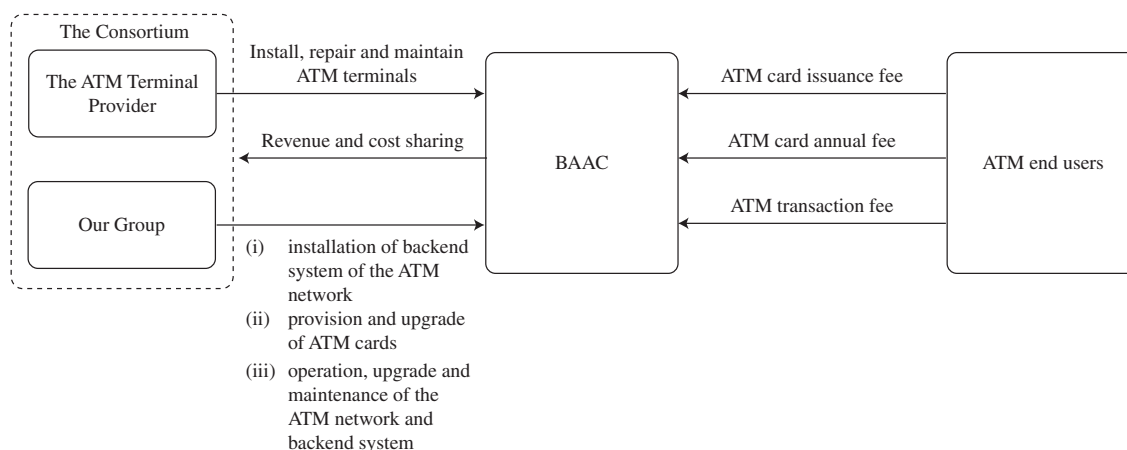 The Consortium
The ATM Terminal
Provider
Install, repair and maintain
ATM terminals
Revenue and cost sharing
Our Group
(i) installation of backend
system of the ATM
network
(ii) provision and upgrade
of ATM cards
(iii) operation, upgrade and
maintenance of the
ATM network and
backend system
BAAC
ATM card issuance fee
ATM card annual fee
ATM transaction fee
ATM end users